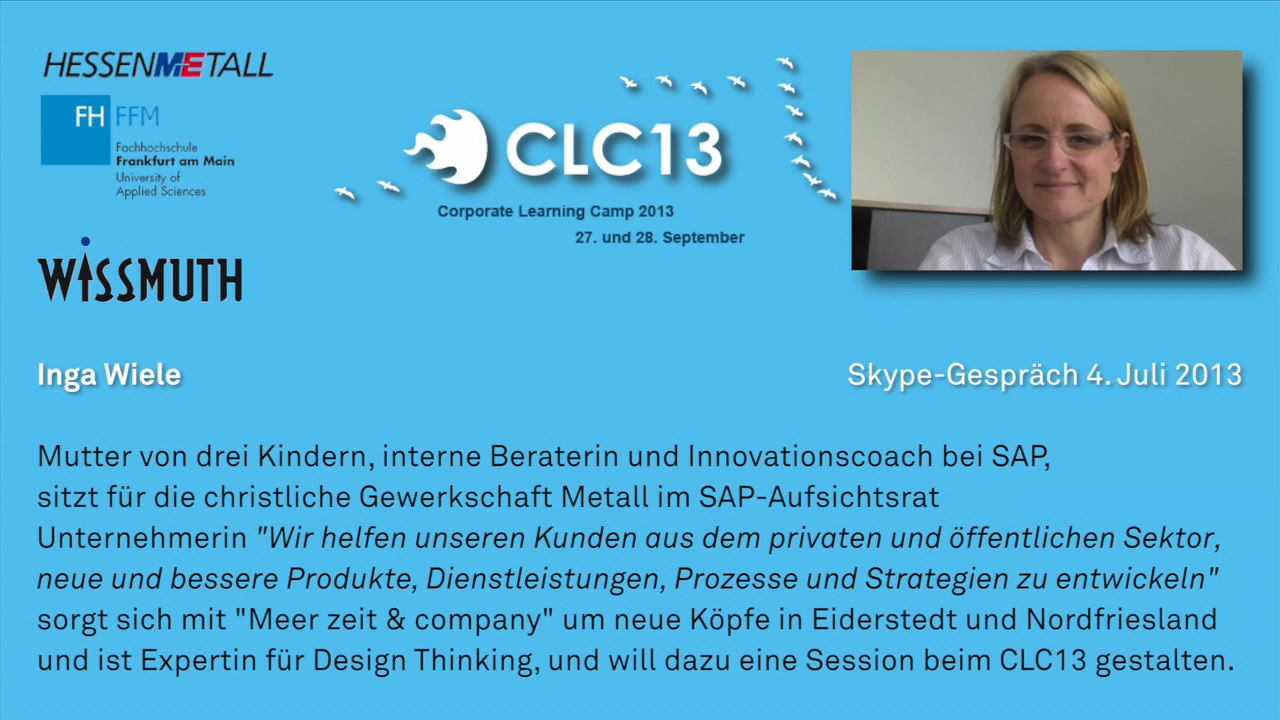 HESSENMETALL
FH FFM
Fachhochschule
Frankfurt am Main
University of
Applied Sciences
WISSMUTH
CLC13
Corporate Learning Camp 2013
27. und 28. September
Inga Wiele
Skype-Gespräch 4. Juli 2013
Mutter von drei Kindern, interne Beraterin und Innovationscoach bei SAP,
sitzt für die christliche Gewerkschaft Metall im SAP-Aufsichtsrat
Unternehmerin "Wir helfen unseren Kunden aus dem privaten und öffentlichen Sektor,
neue und bessere Produkte, Dienstleistungen, Prozesse und Strategien zu entwickeln"
sorgt sich mit "Meer zeit & company" um neue Köpfe in Eiderstedt und Nordfriesland
und ist Expertin für Design Thinking, und will dazu eine Session beim CLC13 gestalten.